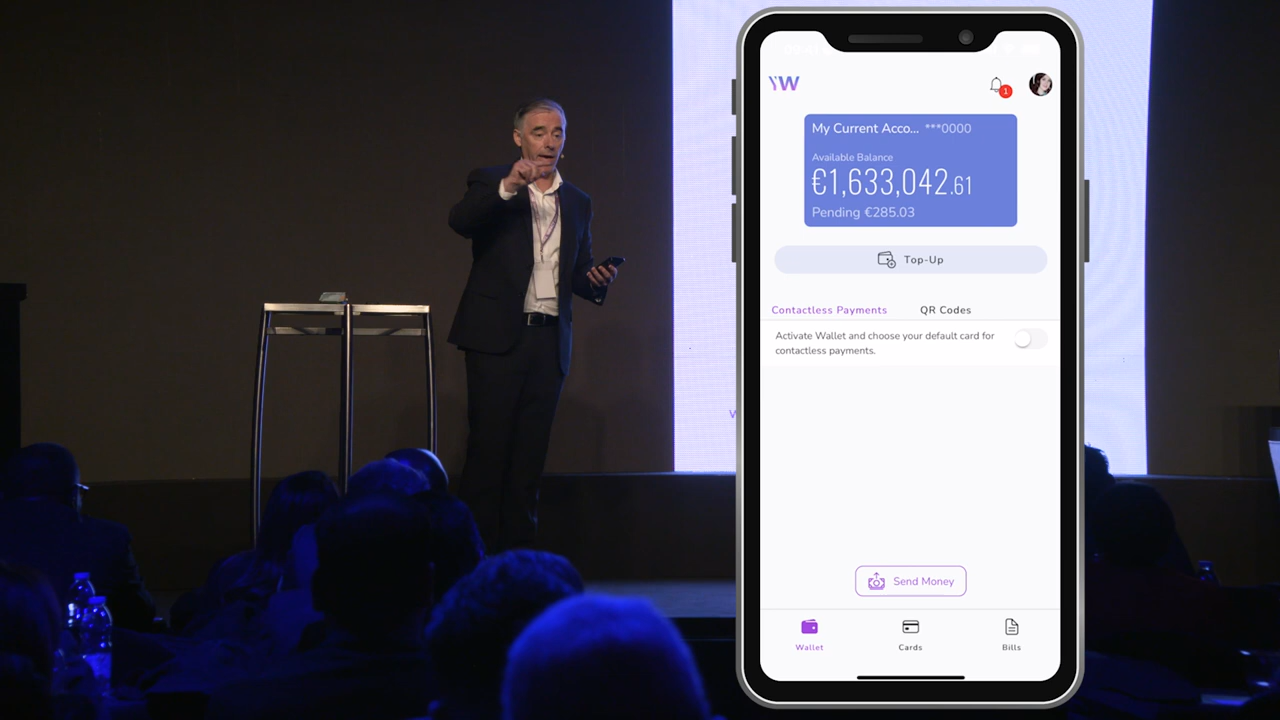 YW
1
My Current Acco... ***0000
Available Balance
€1,633,042.61
Pending €285.03
Top-Up
Contactless Payments
QR Codes
Activate Wallet and choose your default card for
contactless payments.
Send Money
Wallet
Cards
Bills